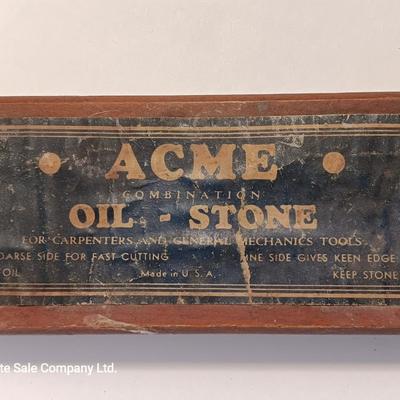 ACME
COMBINATION
OIL - STONE
FOR CARPENTERS AND GENERAL MECHANICS TOOLS
OARSE SIDE FOR FAST CUTTING FINE SIDE GIVES KEEN EDGE
OIL Made in U.S.A. KEEP STONE
te Sale Company Ltd.